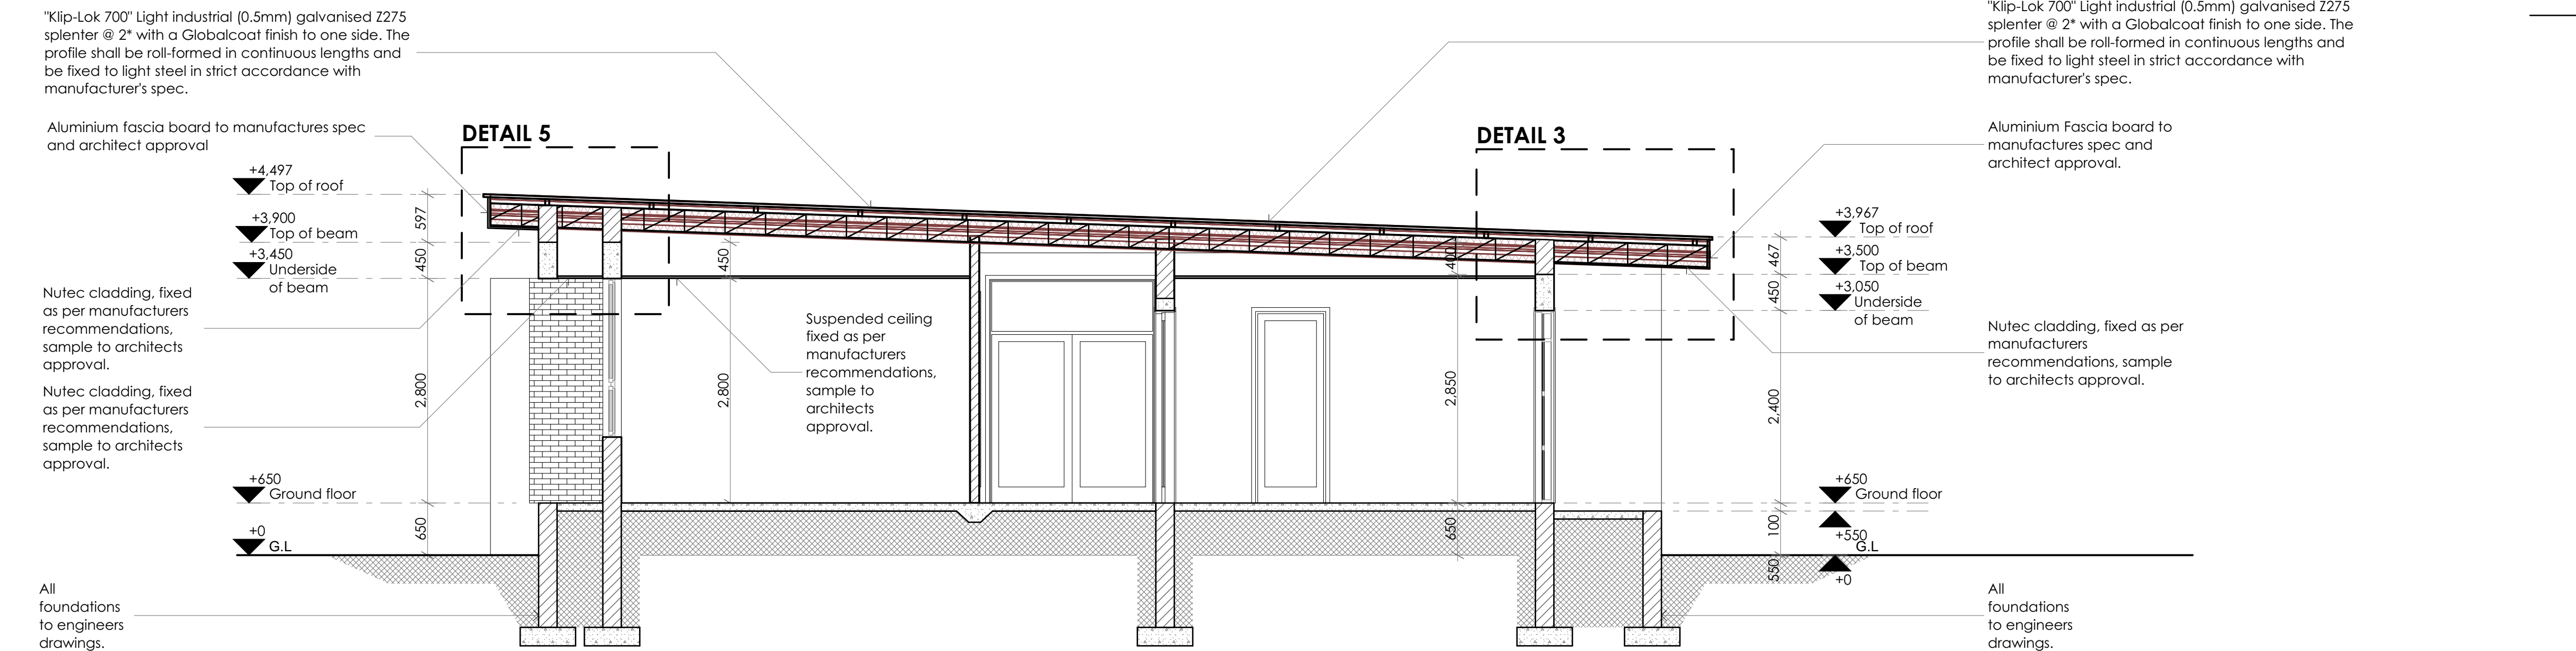 "Klip-Lok 700" Light industrial (0.5mm) galvanised Z275
splenter @ 2* with a Globalcoat finish to one side. The
profile shall be roll-formed in continuous lengths and
be fixed to light steel in strict accordance with
manufacturer's spec.
Aluminium fascia board to manufactures spec
and architect approval
DETAIL 5
+4,497
Top of roof
+3,900
Top of beam
+3,450
Underside
of beam
597
450
2,800
650
Nutec cladding, fixed
as per manufacturers
recommendations,
sample to architects
approval.
Nutec cladding, fixed
as per manufacturers
recommendations,
sample to architects
approval.
+650
Ground floor
+0
G.L
All
foundations
to engineers
drawings.
450
2,800
Suspended ceiling
fixed as per
manufacturers
recommendations,
sample to
architects
approval.
400
2,850
650
DETAIL 3
"Klip-Lok 700" Light industrial (0.5mm) galvanised Z275
splenter @ 2* with a Globalcoat finish to one side. The
profile shall be roll-formed in continuous lengths and
be fixed to light steel in strict accordance with
manufacturer's spec.
Aluminium Fascia board to
manufactures spec and
architect approval.
+3,967
Top of roof
+3,500
Top of beam
+3,050
Underside
of beam
467
450
2,400
100
550
Nutec cladding, fixed as per
manufacturers
recommendations, sample
to architects approval.
+650
Ground floor
+550
G.L
+0
All
foundations
to engineers
drawings.